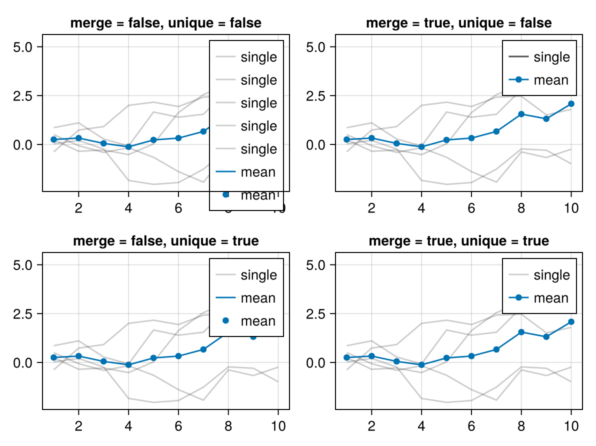 merge = false, unique = false
5.0
2.5
0.0
2
4
6
8
10
single
single
single
single
single
mean
mean
merge = true, unique = false
5.0
2.5
0.0
2
4
6
8
10
single
mean
merge = false, unique = true
5.0
2.5
0.0
2
4
6
8
10
single
mean
mean
merge = true, unique = true
5.0
2.5
0.0
2
4
6
8
10
single
mean